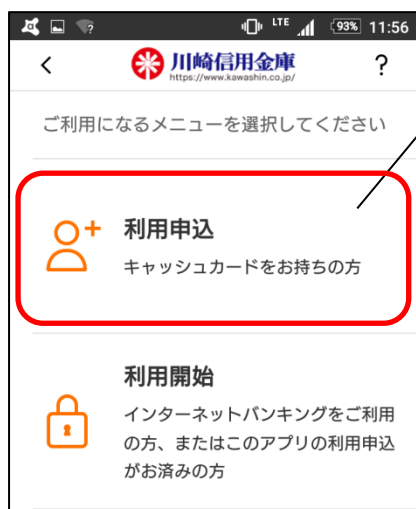 LTE 93% 11:56
川崎信用金庫 ?
https://www.kawashin.co.jp/
ご利用になるメニューを選択してください
利用申込
キャッシュカードをお持ちの方
利用開始
インターネットバンキングをご利用
の方、またはこのアプリの利用申込
がお済みの方